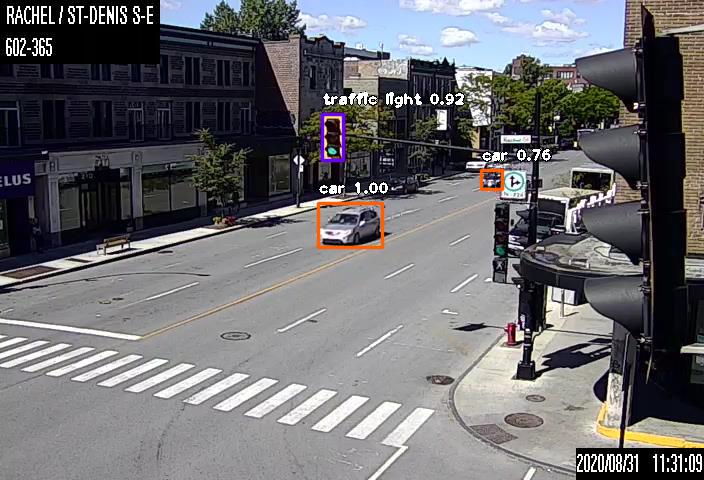 RACHEL / ST-DENIS S-E
602-365
traffic light 0.92
car 0.76
car 1.00
ELUS
2020/08/31 11:31:09